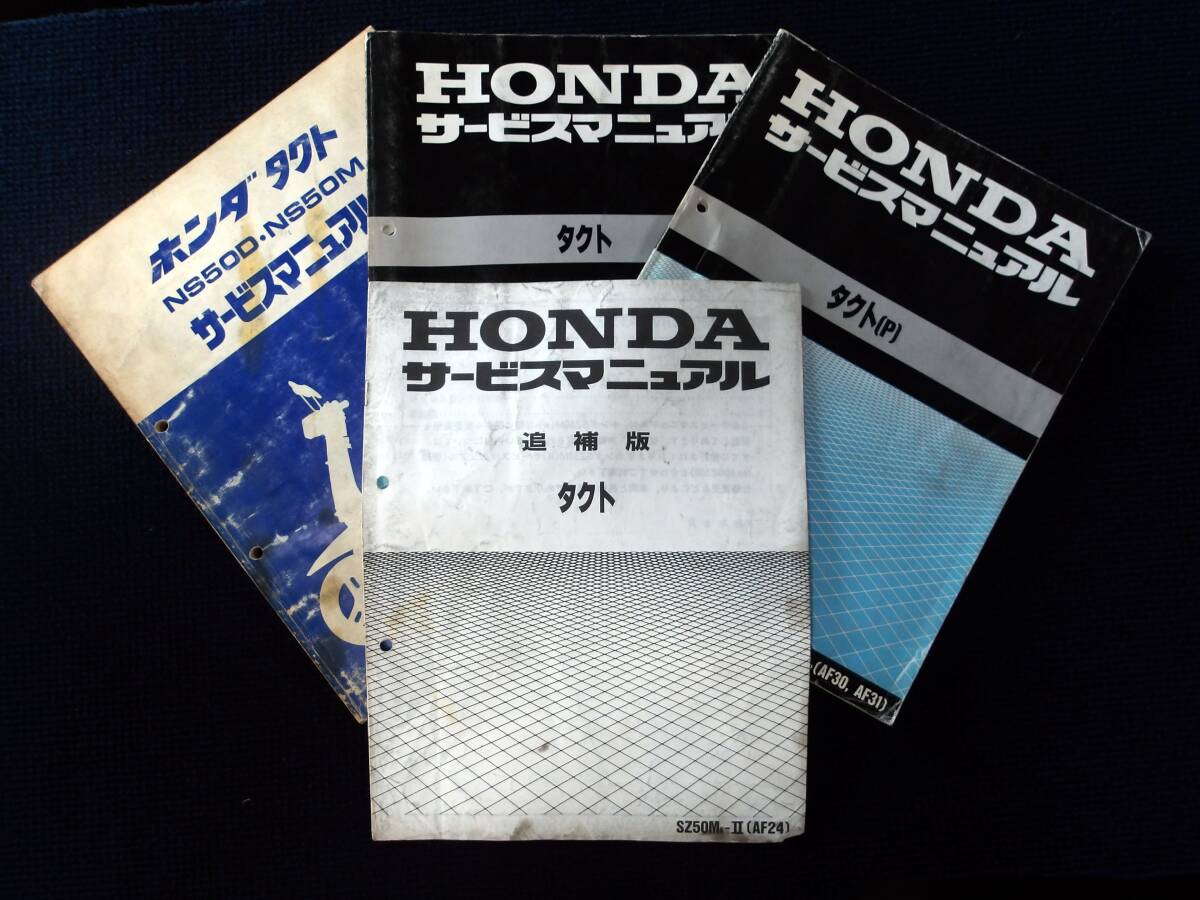 ホンダタクト
NS50D・NS50M
サービスマニュアル
HONDA
サービスマニュアル
タクト
HONDA
サービスマニュアル
タクト(P)
(AF30, AF31)
HONDA
サービスマニュアル
追補版
タクト
SZ50MK-II(AF24)